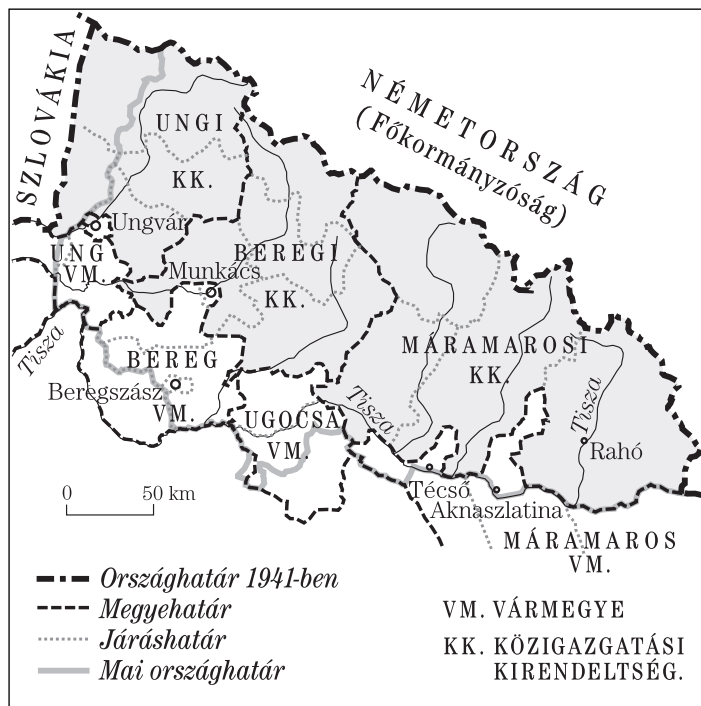 SZLOVÁKIA
NÉMETORSZÁG
(Főkormányzóság)
UNGI
KK.
Ungvár
UNG
VM.
Munkács
BEREGI
KK.
Tisza
BEREG
Beregszász
VM.
MÁRAMAROSI
KK.
UGOCSA
VM.
Tisza
Tisza
Rahó
0 50 km
Técső
Aknaszlatina
MÁRAMAROS
VM.
Országhatár 1941-ben
Megyehatár
Járáshatár
Mai országhatár
VM. VÁRMEGYE
KK. KÖZIGAZGATÁSI
KIRENDELTSÉG.